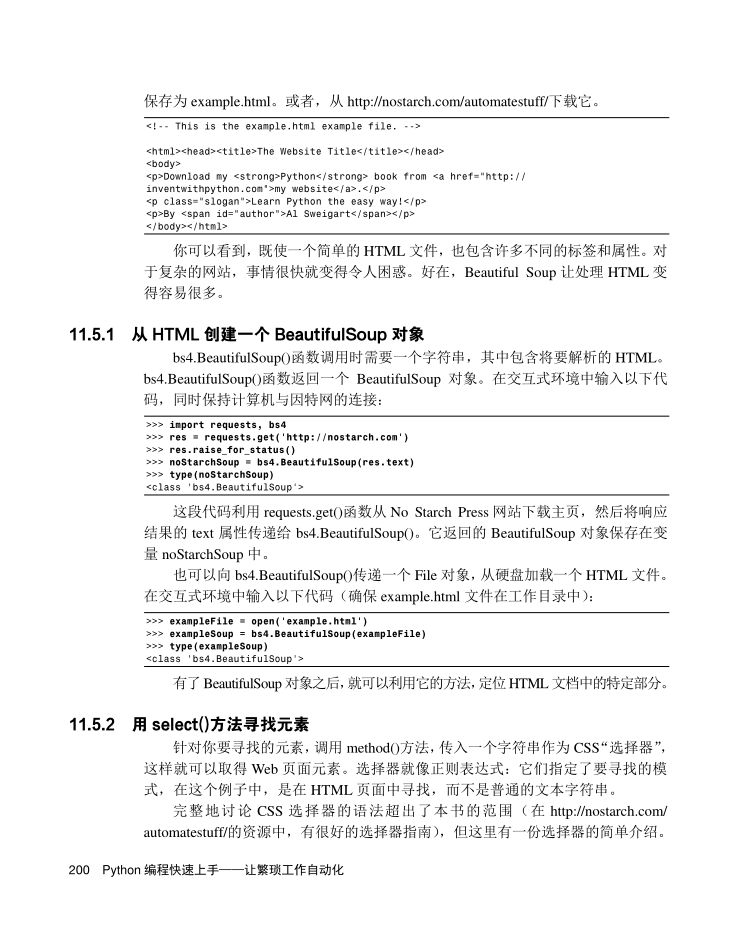 保存为 example.html。或者，从 http://nostarch.com/automatestuff/下载它。
<!-- This is the example.html example file. -->
<html><head><title>The Website Title</title></head>
<body>
<p>Download my <strong>Python</strong> book from <a href="http://
inventwithpython.com">my website</a>.</p>
<p class="slogan">Learn Python the easy way!</p>
<p>By <span id="author">Al Sweigart</span></p>
</body></html>
你可以看到，既使一个简单的 HTML 文件，也包含许多不同的标签和属性。对
于复杂的网站，事情很快就变得令人困惑。好在，Beautiful Soup 让处理 HTML 变
得容易很多。
11.5.1 从 HTML 创建一个 BeautifulSoup 对象
bs4.BeautifulSoup()函数调用时需要一个字符串，其中包含将要解析的 HTML。
bs4.BeautifulSoup()函数返回一个 BeautifulSoup 对象。在交互式环境中输入以下代
码，同时保持计算机与因特网的连接：
>>> import requests, bs4
>>> res = requests.get('http://nostarch.com')
>>> res.raise_for_status()
>>> noStarchSoup = bs4.BeautifulSoup(res.text)
>>> type(noStarchSoup)
<class 'bs4.BeautifulSoup'>
这段代码利用 requests.get()函数从 No Starch Press 网站下载主页，然后将响应
结果的 text 属性传递给 bs4.BeautifulSoup()。它返回的 BeautifulSoup 对象保存在变
量 noStarchSoup 中。
也可以向 bs4.BeautifulSoup()传递一个 File 对象，从硬盘加载一个 HTML 文件。
在交互式环境中输入以下代码（确保 example.html 文件在工作目录中）：
>>> exampleFile = open('example.html')
>>> exampleSoup = bs4.BeautifulSoup(exampleFile)
>>> type(exampleSoup)
<class 'bs4.BeautifulSoup'>
有了 BeautifulSoup 对象之后，就可以利用它的方法，定位 HTML 文档中的特定部分。
11.5.2 用 select()方法寻找元素
针对你要寻找的元素，调用 method()方法，传入一个字符串作为 CSS“选择器”，
这样就可以取得 Web 页面元素。选择器就像正则表达式：它们指定了要寻找的模
式，在这个例子中，是在 HTML 页面中寻找，而不是普通的文本字符串。
完整地讨论 CSS 选择器的语法超出了本书的范围（在 http://nostarch.com/
automatestuff/的资源中，有很好的选择器指南），但这里有一份选择器的简单介绍。
200 Python 编程快速上手——让繁琐工作自动化